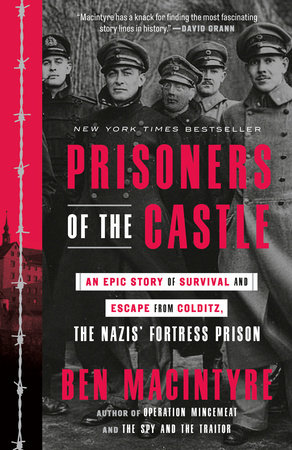 "Macintyre has a knack for finding the most fascinating
story lines in history." —DAVID GRANN
NEW YORK TIMES BESTSELLER
PRISONERS
OF THE CASTLE
AN EPIC STORY OF SURVIVAL AND
ESCAPE FROM COLDITZ,
THE NAZIS' FORTRESS PRISON
BEN MACINTYRE
AUTHOR OF OPERATION MINCEMEAT
AND THE SPY AND THE TRAITOR